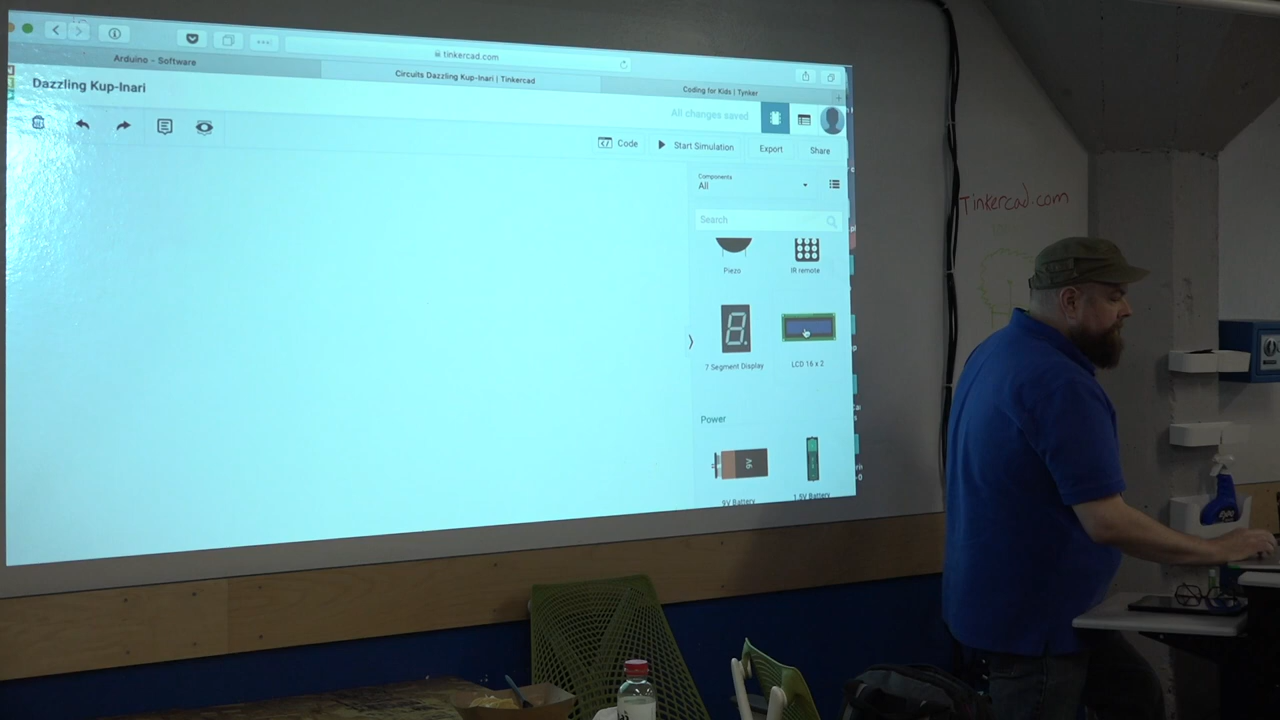 tinkercad.com
Arduino - Software
Circuits Dazzling Kup-Inari | Tinkercad
Coding for Kids | Tynker
Dazzling Kup-Inari
All changes saved
Code
Start Simulation
Export
Share
Components
All
Search
Piezo
IR remote
7 Segment Display
LCD 16 x 2
Power
9V
9V Battery
1.5V Battery
Tinkercad.com
EXPO